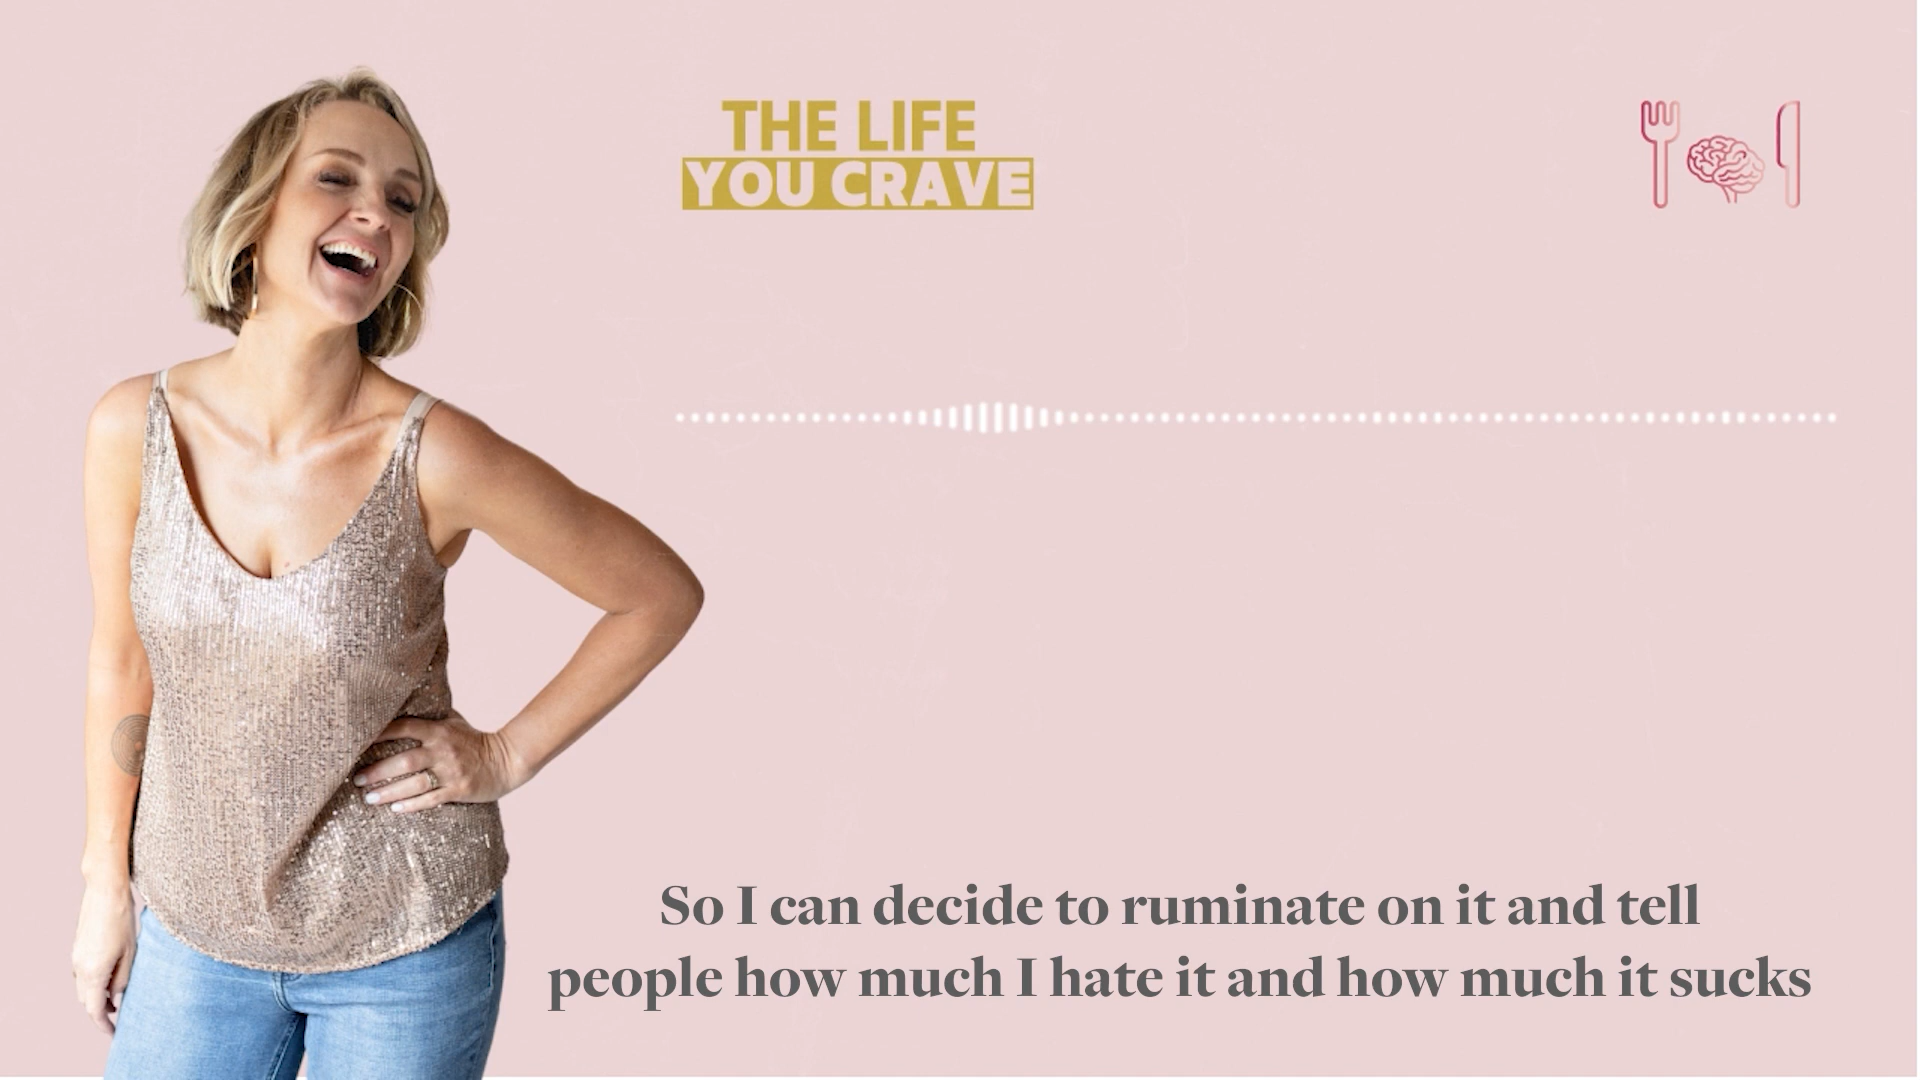 THE LIFE
YOU CRAVE
So I can decide to ruminate on it and tell
people how much I hate it and how much it sucks